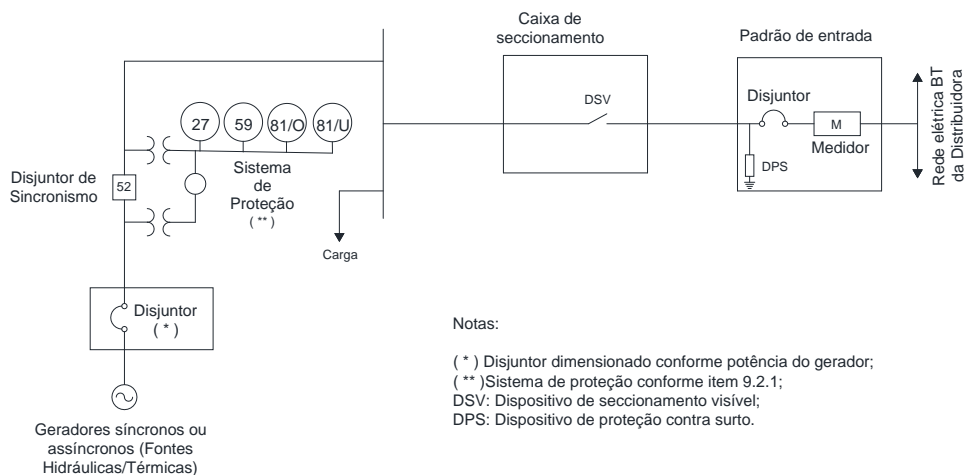 Caixa de
seccionamento
Padrão de entrada
DSV
Disjuntor
M
Medidor
DPS
Rede elétrica BT
da Distribuidora
27
59
81/O
81/U
Sistema
de
Proteção
( ** )
Disjuntor de
Sincronismo
52
Carga
Disjuntor
( * )
Geradores síncronos ou
assíncronos (Fontes
Hidráulicas/Térmicas)
Notas:
( * ) Disjuntor dimensionado conforme potência do gerador;
( ** )Sistema de proteção conforme item 9.2.1;
DSV: Dispositivo de seccionamento visível;
DPS: Dispositivo de proteção contra surto.